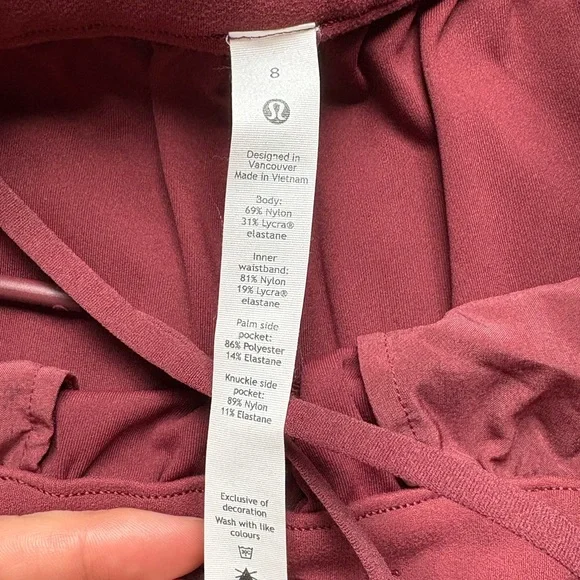 8
Designed in
Vancouver
Made in Vietnam
Body:
69% Nylon
31% Lycra®
elastane
Inner
waistband:
81% Nylon
19% Lycra®
elastane
Palm side
pocket:
86% Polyester
14% Elastane
Knuckle side
pocket:
89% Nylon
11% Elastane
Exclusive of
decoration
Wash with like
colours